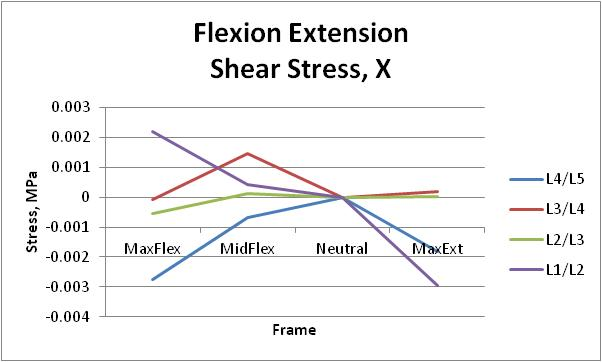 Flexion Extension
Shear Stress, X
0.003
0.002
0.001
0
-0.001
-0.002
-0.003
-0.004
Stress, MPa
MaxFlex MidFlex Neutral MaxExt
Frame
L4/L5
L3/L4
L2/L3
L1/L2